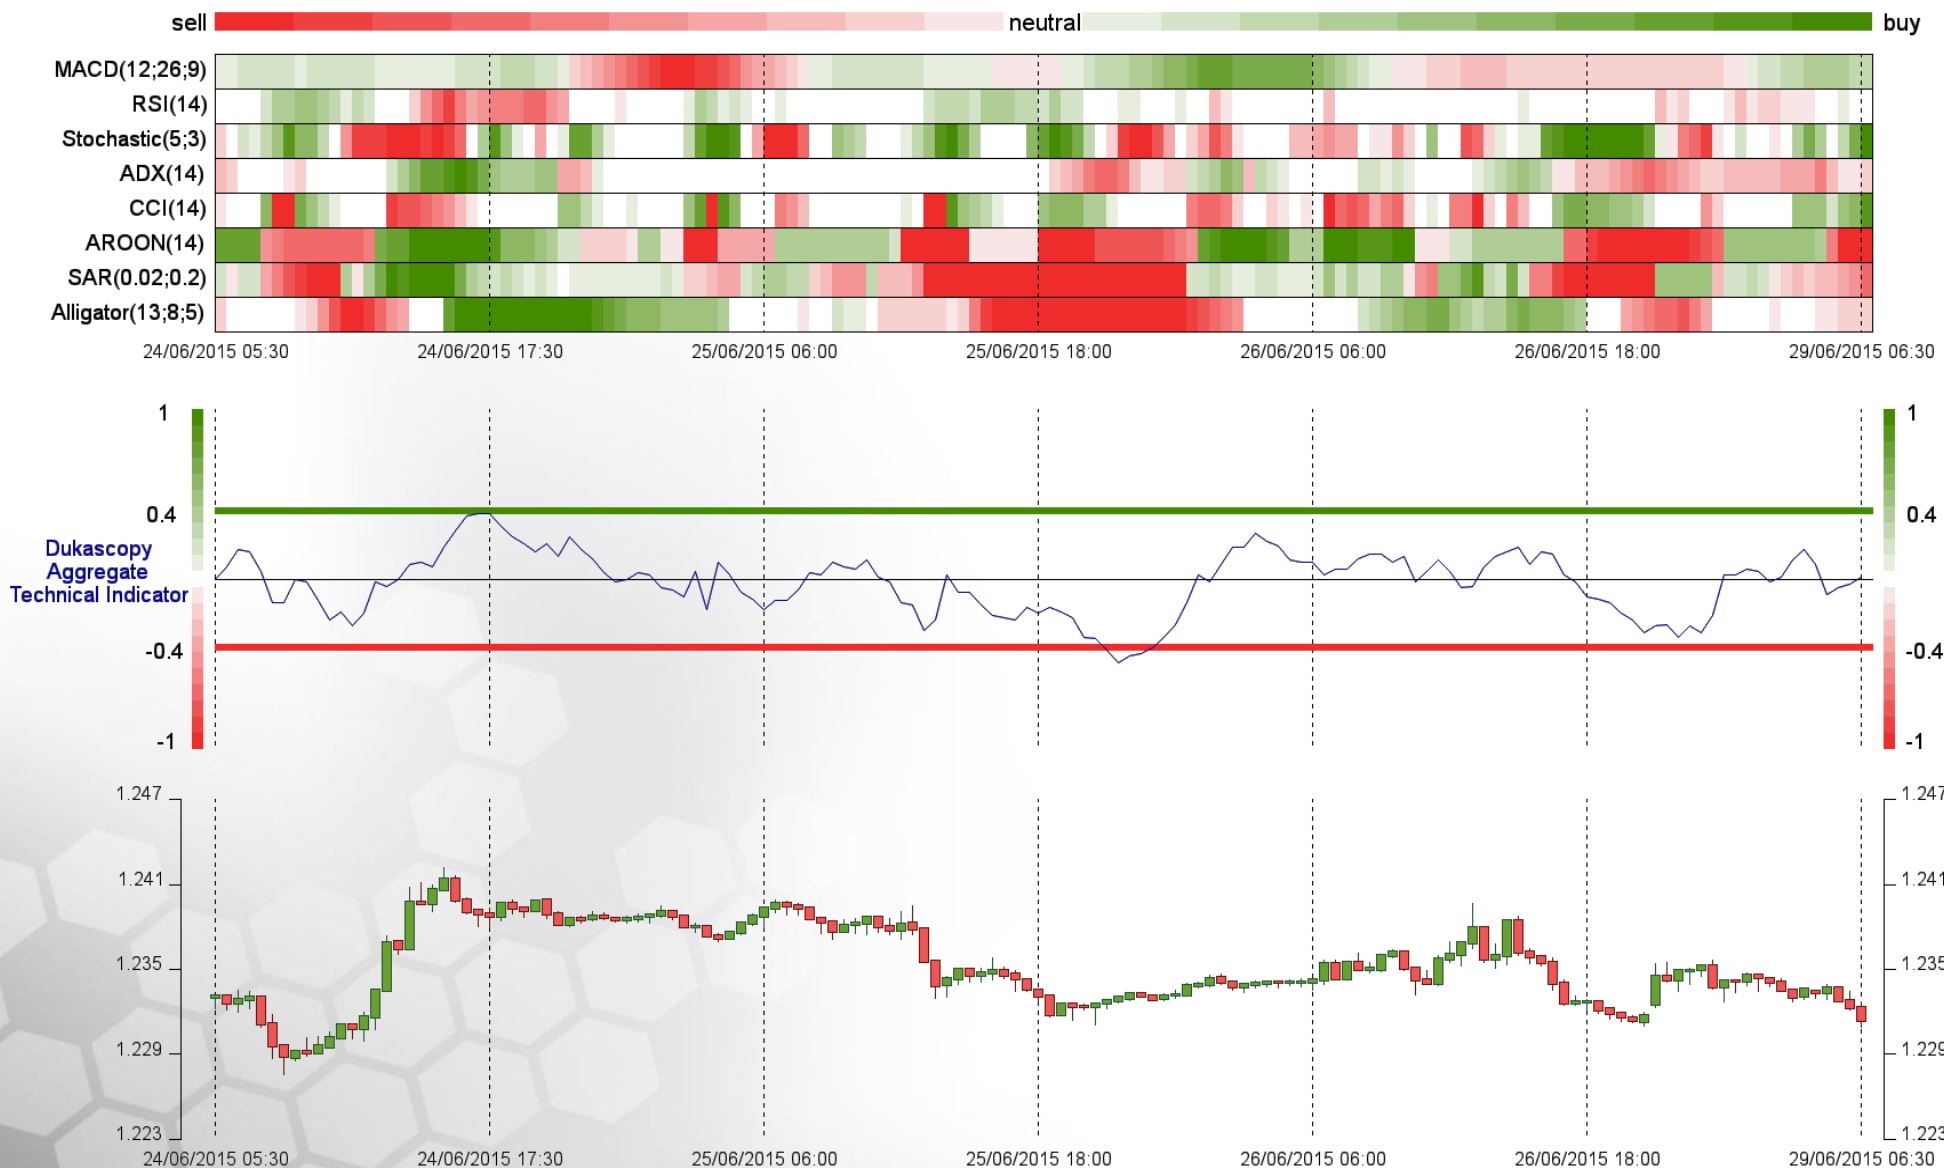 sell neutral buy
MACD(12;26;9)
RSI(14)
Stochastic(5;3)
ADX(14)
CCI(14)
AROON(14)
SAR(0.02;0.2)
Alligator(13;8;5)
24/06/2015 05:30 24/06/2015 17:30 25/06/2015 06:00 25/06/2015 18:00 26/06/2015 06:00 26/06/2015 18:00 29/06/2015 06:30
1 1
0.4 0.4
Dukascopy
Aggregate
Technical Indicator
-0.4 -0.4
-1 -1
1.247 1.247
1.241 1.241
1.235 1.235
1.229 1.229
1.223 1.223
24/06/2015 05:30 24/06/2015 17:30 25/06/2015 06:00 25/06/2015 18:00 26/06/2015 06:00 26/06/2015 18:00 29/06/2015 06:30